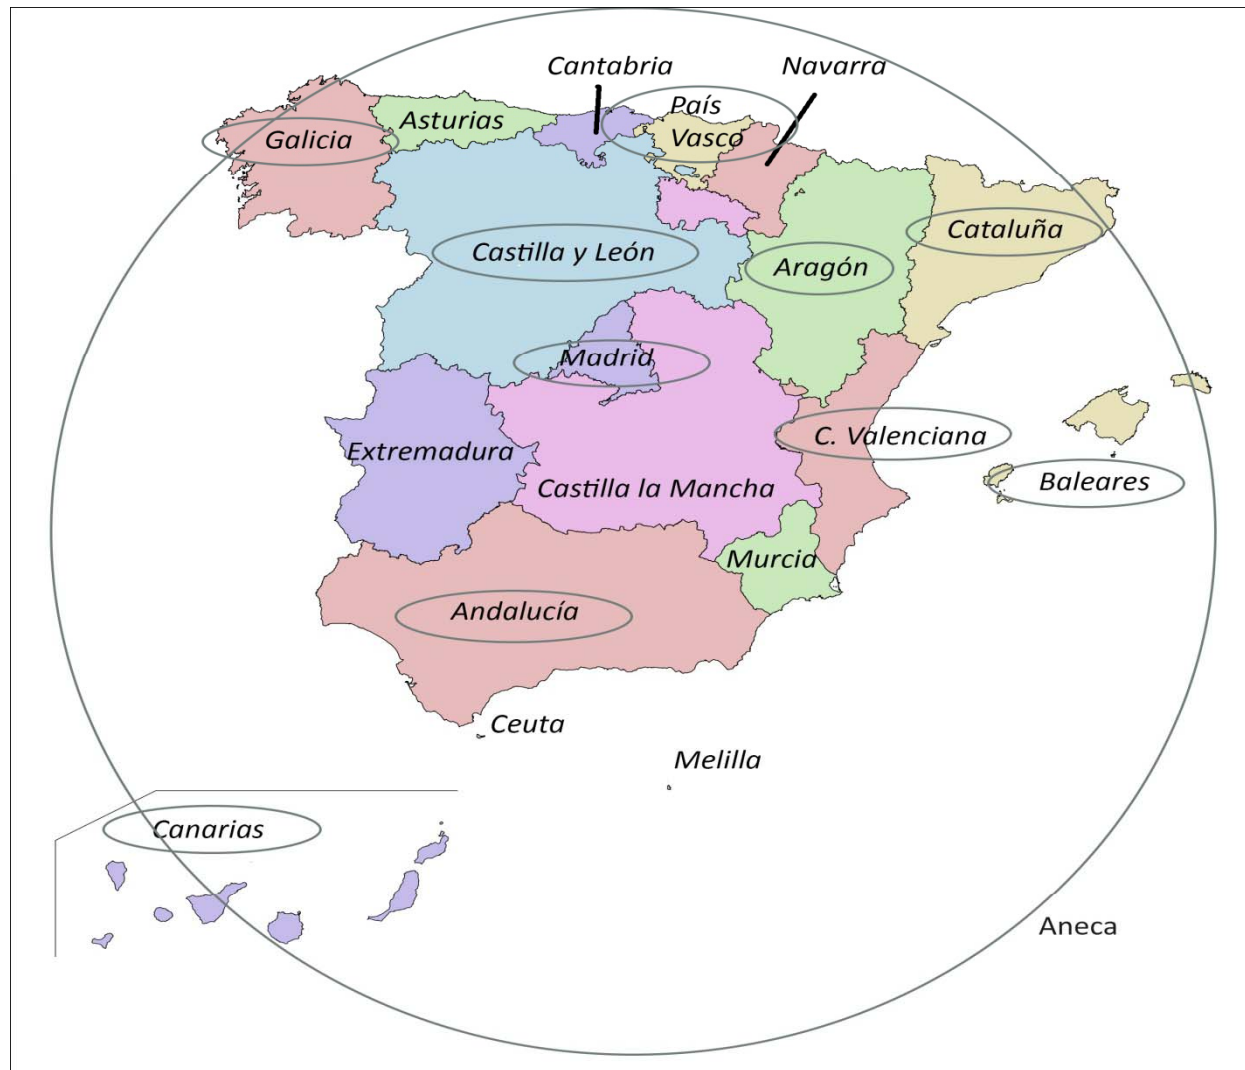 Cantabria
Navarra
País
Vasco
Asturias
Galicia
Cataluña
Castilla y León
Aragón
Madrid
C. Valenciana
Extremadura
Baleares
Castilla la Mancha
Murcia
Andalucía
Ceuta
Melilla
Canarias
Aneca